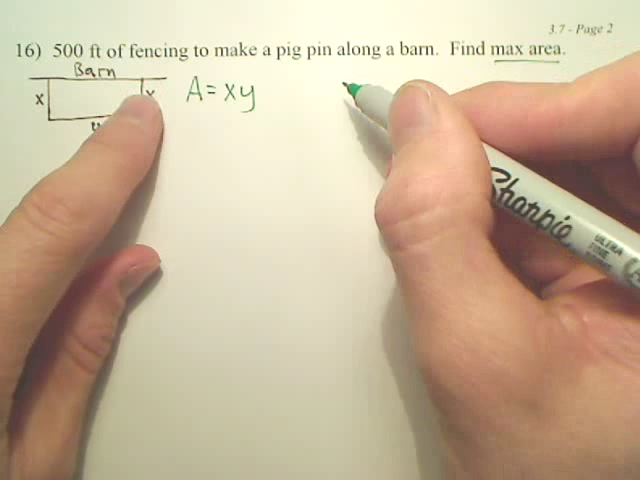 3.7 - Page 2
16) 500 ft of fencing to make a pig pin along a barn. Find max area.
Barn
x x A = xy
y
Sharpie
ULTRA
FINE